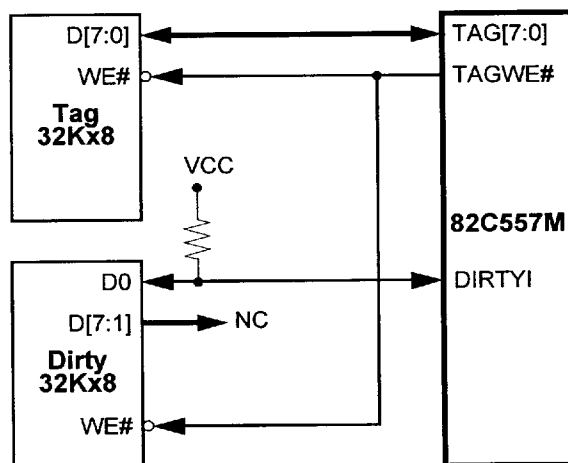 D[7:0]
TAG[7:0]
WE#
TAGWE#
Tag
32Kx8
VCC
82C557M
D0
DIRTYI
D[7:1]
NC
Dirty
32Kx8
WE#